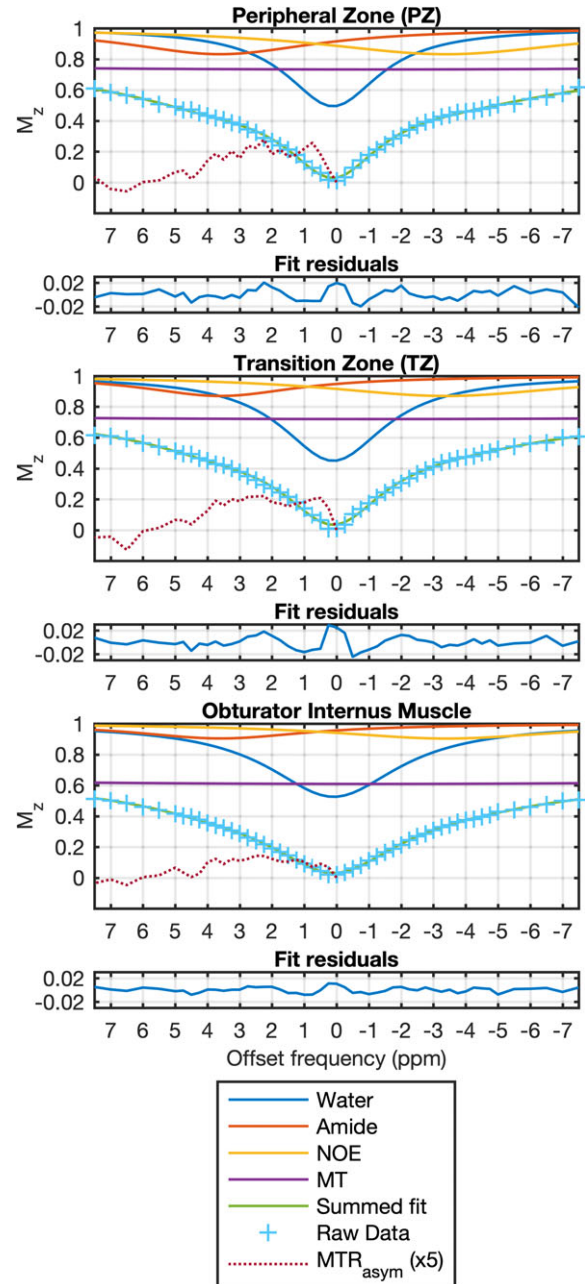 Peripheral Zone (PZ)
1
0.8
0.6
0.4
0.2
0
M_z
7 6 5 4 3 2 1 0 -1 -2 -3 -4 -5 -6 -7
Fit residuals
0.02
-0.02
7 6 5 4 3 2 1 0 -1 -2 -3 -4 -5 -6 -7
Transition Zone (TZ)
1
0.8
0.6
0.4
0.2
0
M_z
7 6 5 4 3 2 1 0 -1 -2 -3 -4 -5 -6 -7
Fit residuals
0.02
-0.02
7 6 5 4 3 2 1 0 -1 -2 -3 -4 -5 -6 -7
Obturator Internus Muscle
1
0.8
0.6
0.4
0.2
0
M_z
7 6 5 4 3 2 1 0 -1 -2 -3 -4 -5 -6 -7
Fit residuals
0.02
-0.02
7 6 5 4 3 2 1 0 -1 -2 -3 -4 -5 -6 -7
Offset frequency (ppm)
Water
Amide
NOE
MT
Summed fit
Raw Data
MTR_asym (x5)